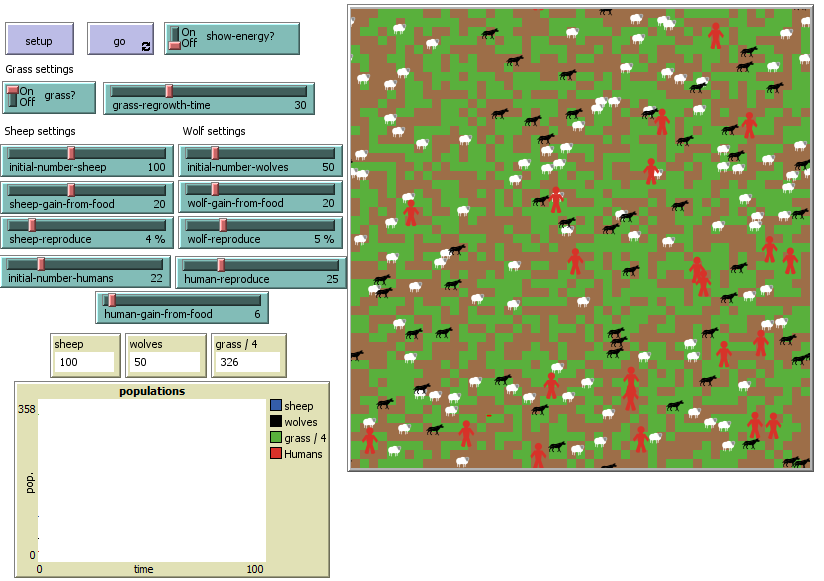 setup
go
On
Off
show-energy?
Grass settings
On
Off
grass?
grass-regrowth-time 30
Sheep settings
Wolf settings
initial-number-sheep 100
initial-number-wolves 50
sheep-gain-from-food 20
wolf-gain-from-food 20
sheep-reproduce 4 %
wolf-reproduce 5 %
initial-number-humans 22
human-reproduce 25
human-gain-from-food 6
sheep
100
wolves
50
grass / 4
326
populations
358
pop.
0
0
time
100
sheep
wolves
grass / 4
Humans